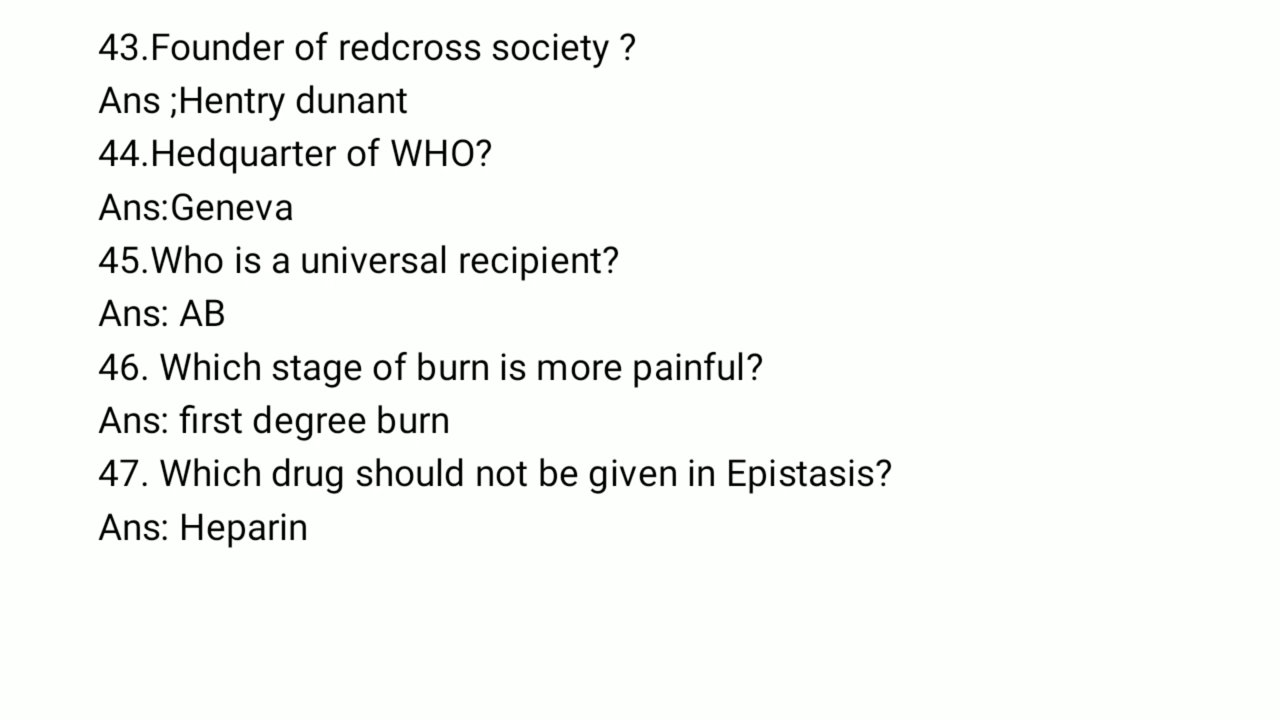 43.Founder of redcross society ?
Ans ;Hentry dunant
44.Hedquarter of WHO?
Ans:Geneva
45.Who is a universal recipient?
Ans: AB
46. Which stage of burn is more painful?
Ans: first degree burn
47. Which drug should not be given in Epistasis?
Ans: Heparin